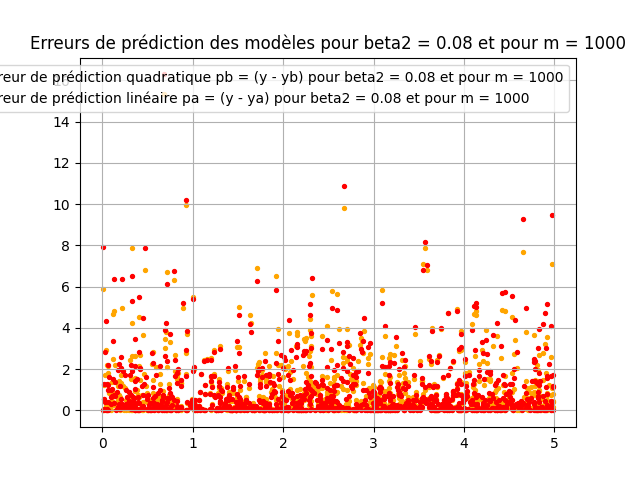 Erreurs de prédiction des modèles pour beta2 = 0.08 et pour m = 1000
reur de prédiction quadratique pb = (y - yb) pour beta2 = 0.08 et pour m = 1000
reur de prédiction linéaire pa = (y - ya) pour beta2 = 0.08 et pour m = 1000
16
14
12
10
8
6
4
2
0
0 1 2 3 4 5